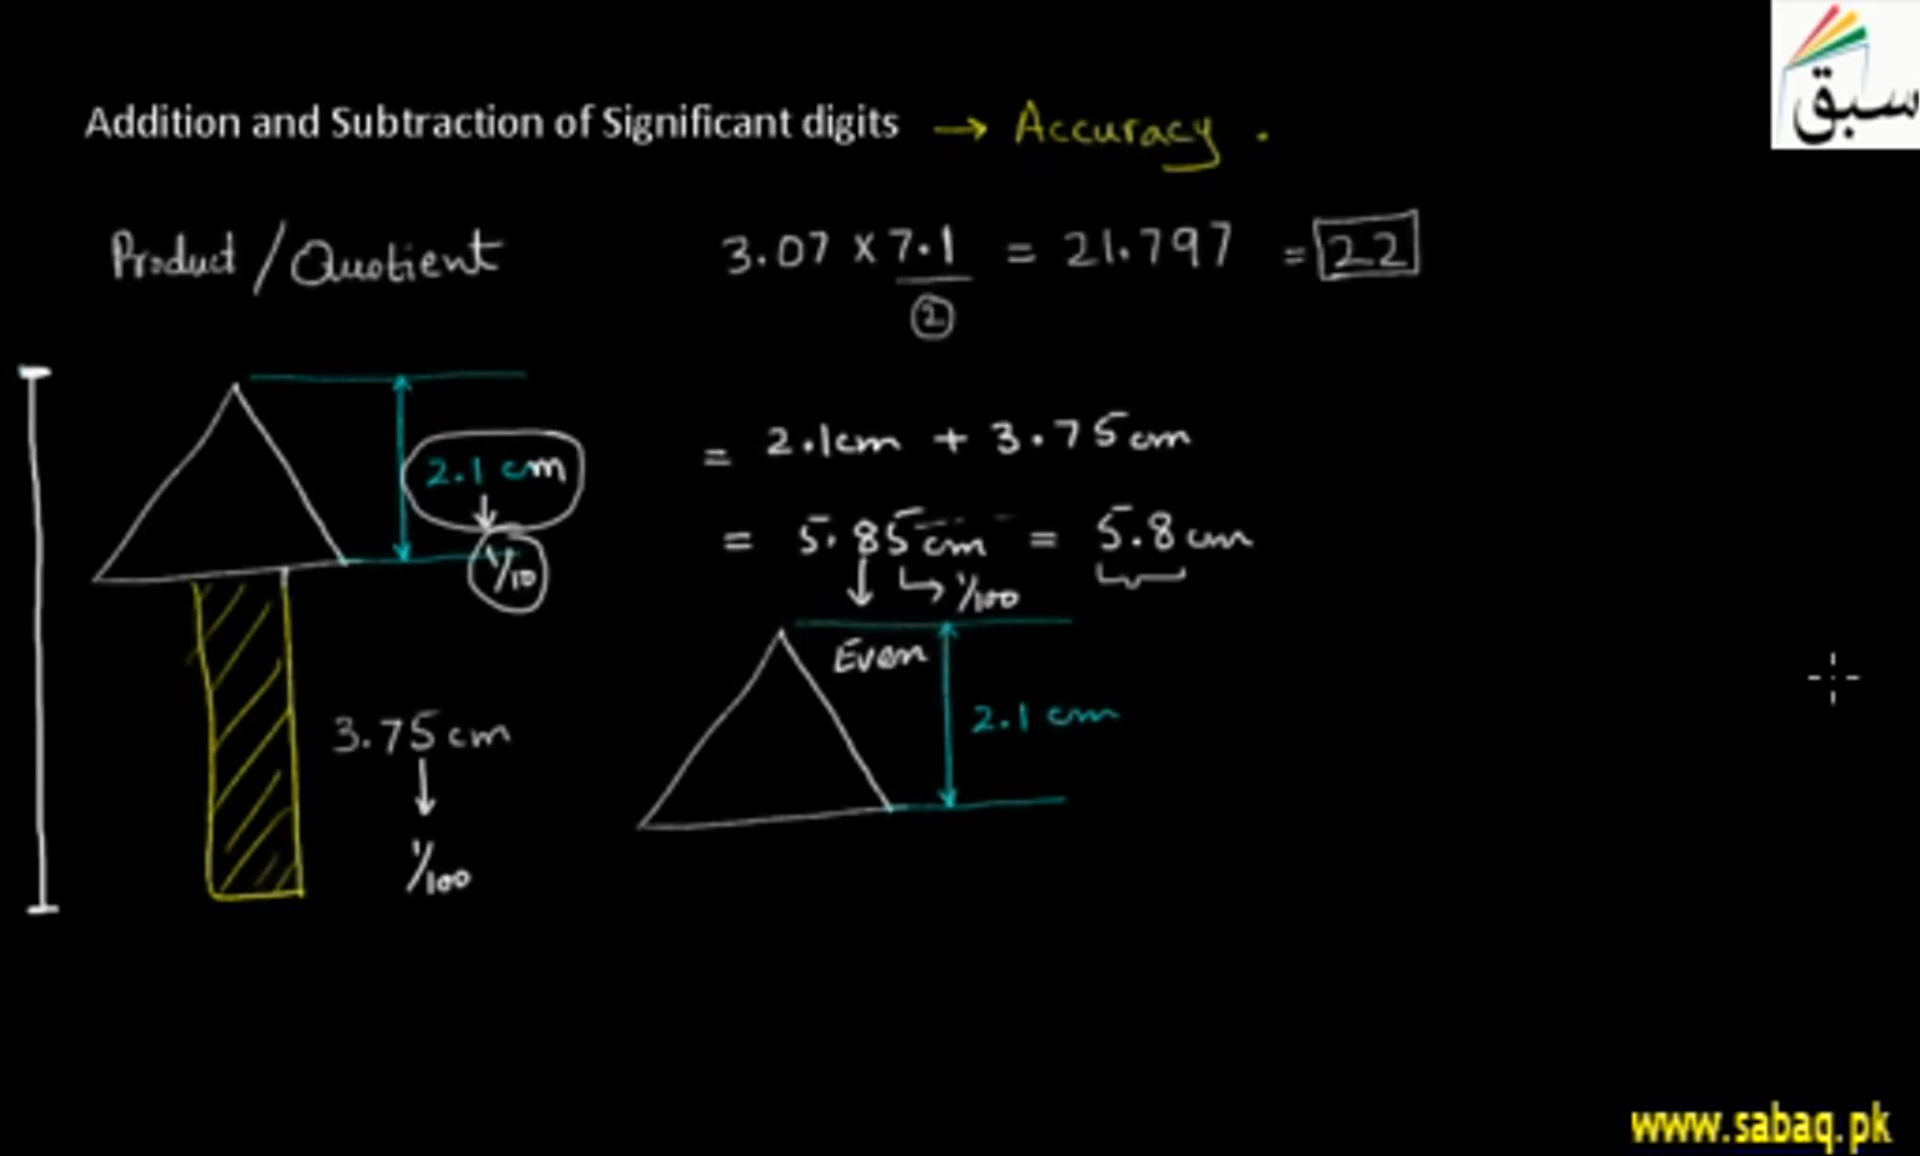 سبق
Addition and Subtraction of Significant digits → Accuracy .
Product / Quotient 3.07 × 7.1 = 21.797 = 22
2
= 2.1cm + 3.75cm
2.1 cm
= 5.85cm = 5.8cm
1/10
1/100
Even
2.1 cm
3.75cm
1/100
www.sabaq.pk